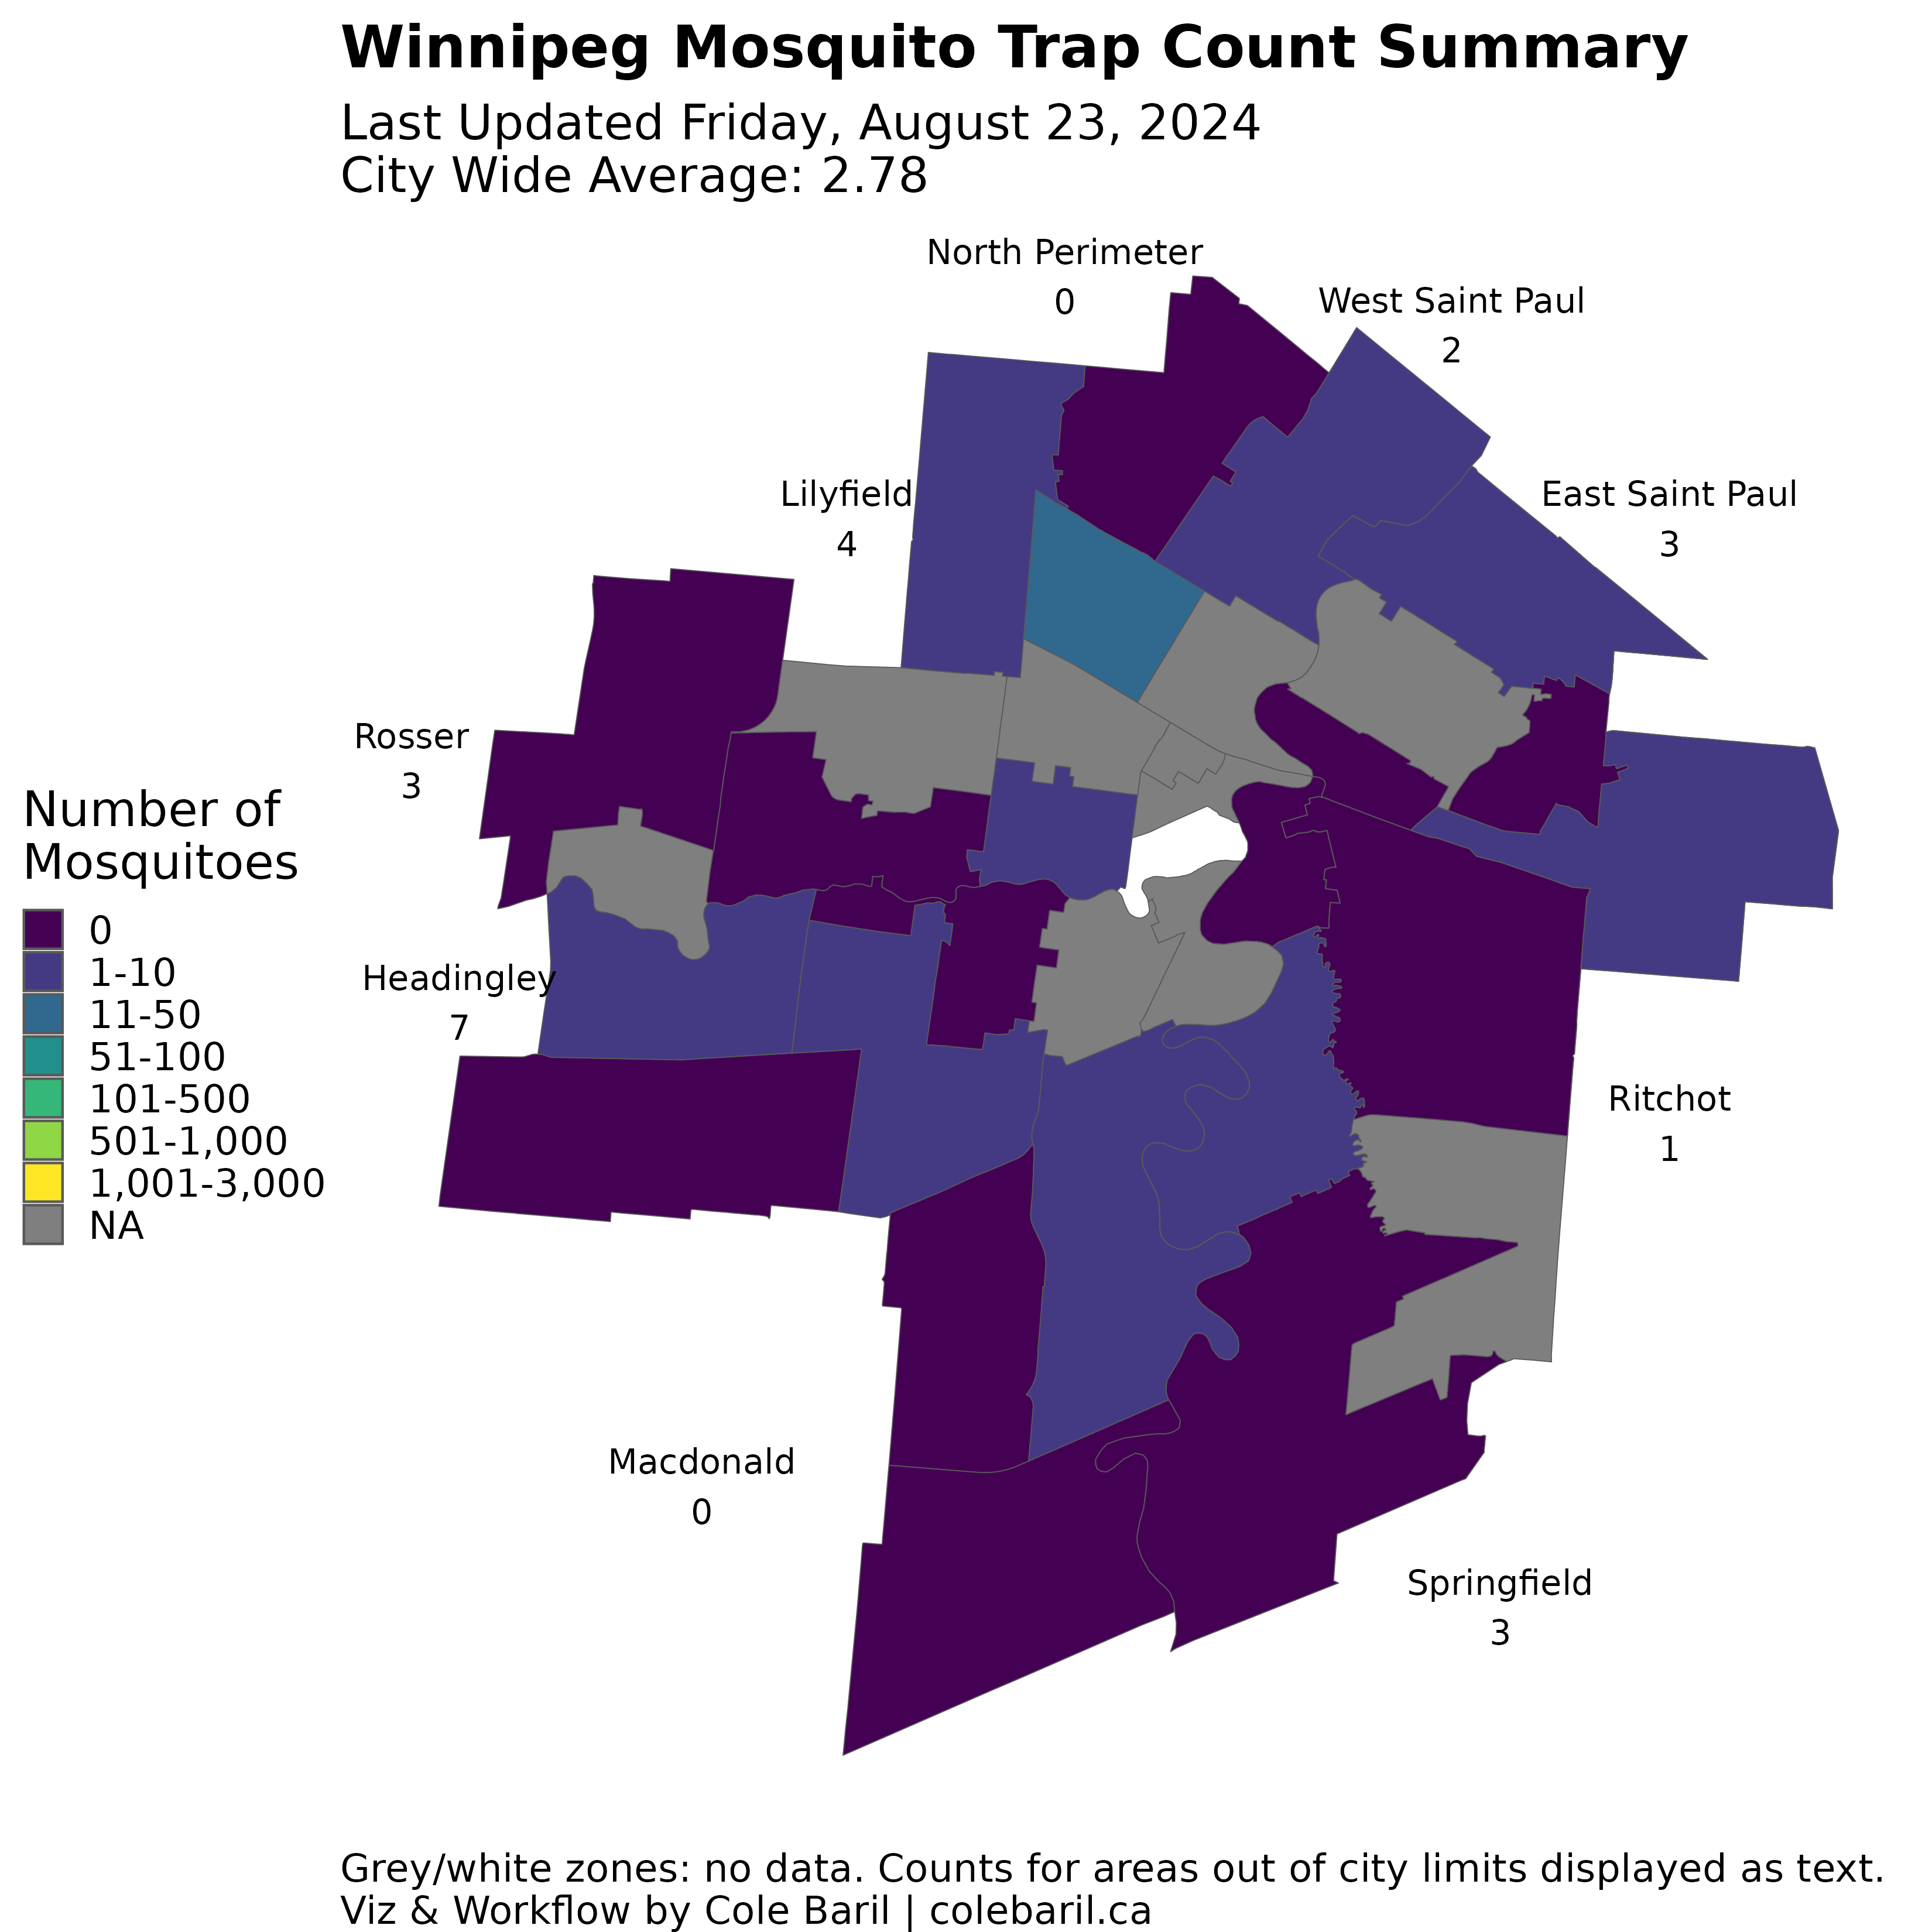 Winnipeg Mosquito Trap Count Summary
Last Updated Friday, August 23, 2024
City Wide Average: 2.78
North Perimeter
0
West Saint Paul
2
Lilyfield
4
East Saint Paul
3
Rosser
3
Headingley
7
Ritchot
1
Macdonald
0
Springfield
3
Number of
Mosquitoes
0
1-10
11-50
51-100
101-500
501-1,000
1,001-3,000
NA
Grey/white zones: no data. Counts for areas out of city limits displayed as text.
Viz & Workflow by Cole Baril | colebaril.ca